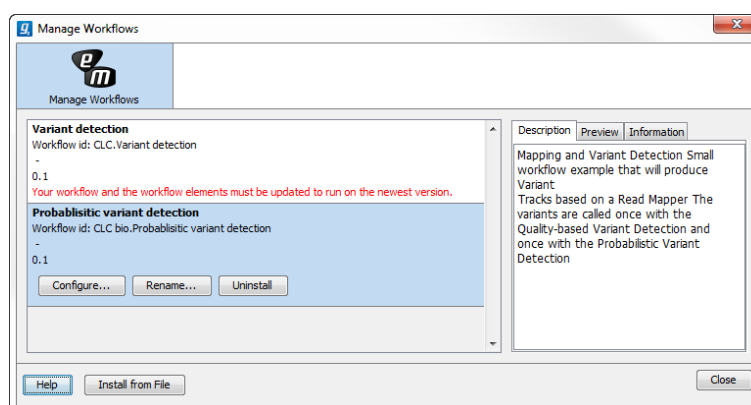 Manage Workflows
Manage Workflows
Variant detection
Workflow id: CLC.Variant detection
-
0.1
Your workflow and the workflow elements must be updated to run on the newest version.
Probablisitic variant detection
Workflow id: CLC bio.Probablisitic variant detection
-
0.1
Configure... Rename... Uninstall
Description Preview Information
Mapping and Variant Detection Small
workflow example that will produce
Variant
Tracks based on a Read Mapper The
variants are called once with the
Quality-based Variant Detection and
once with the Probabilistic Variant
Detection
Help Install from File Close